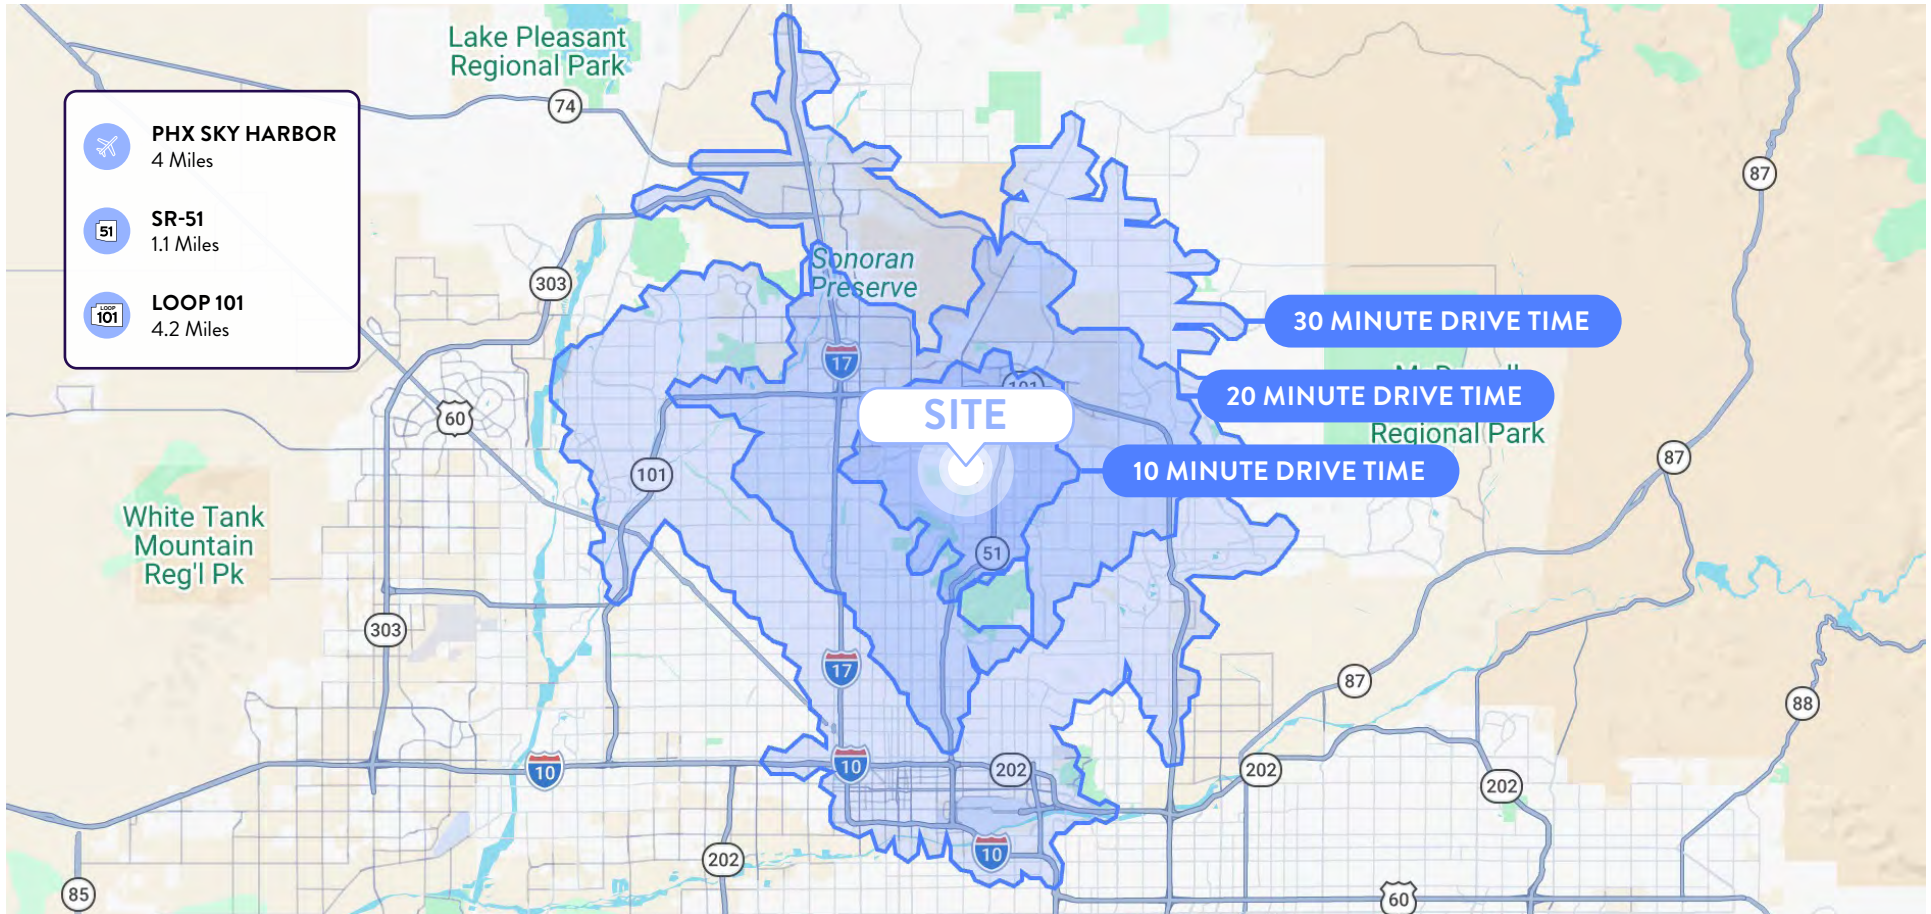 Lake Pleasant
Regional Park
74
PHX SKY HARBOR
4 Miles
51
SR-51
1.1 Miles
LOOP
101
LOOP 101
4.2 Miles
87
303
Sonoran
Preserve
30 MINUTE DRIVE TIME
17
101
20 MINUTE DRIVE TIME
SITE
60
Regional Park
10 MINUTE DRIVE TIME
87
101
White Tank
Mountain
Reg'l Pk
51
303
17
87
88
10
10
202
202
202
202
10
85
60